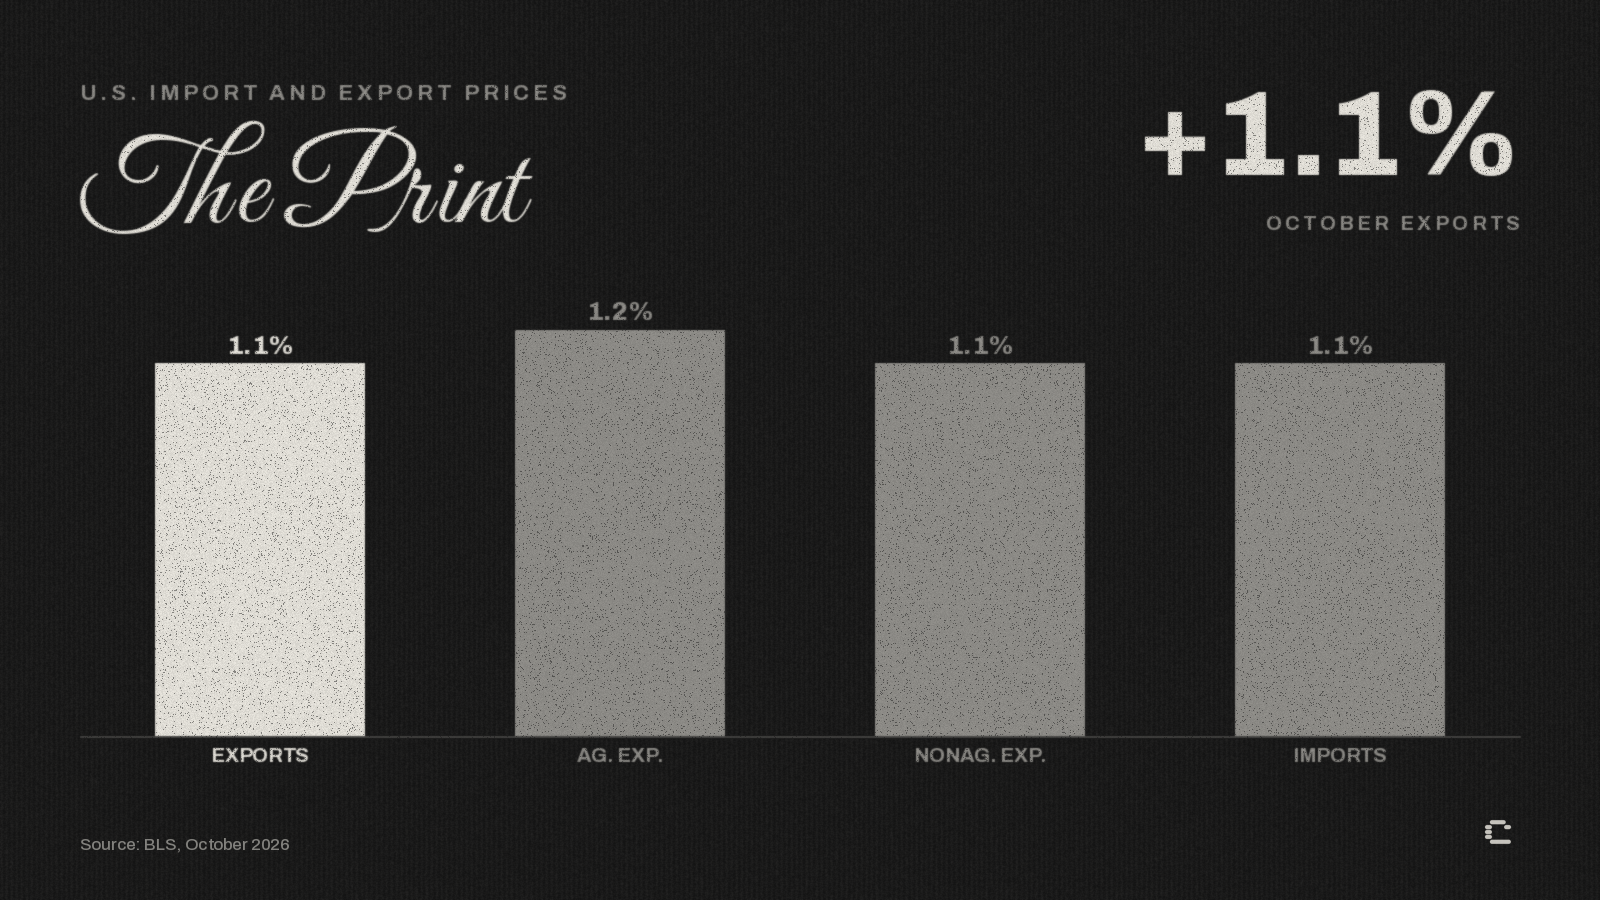 U.S. IMPORT AND EXPORT PRICES
The Print
+1.1%
OCTOBER EXPORTS
1.1%
1.2%
1.1%
1.1%
EXPORTS
AG. EXP.
NONAG. EXP.
IMPORTS
Source: BLS, October 2026